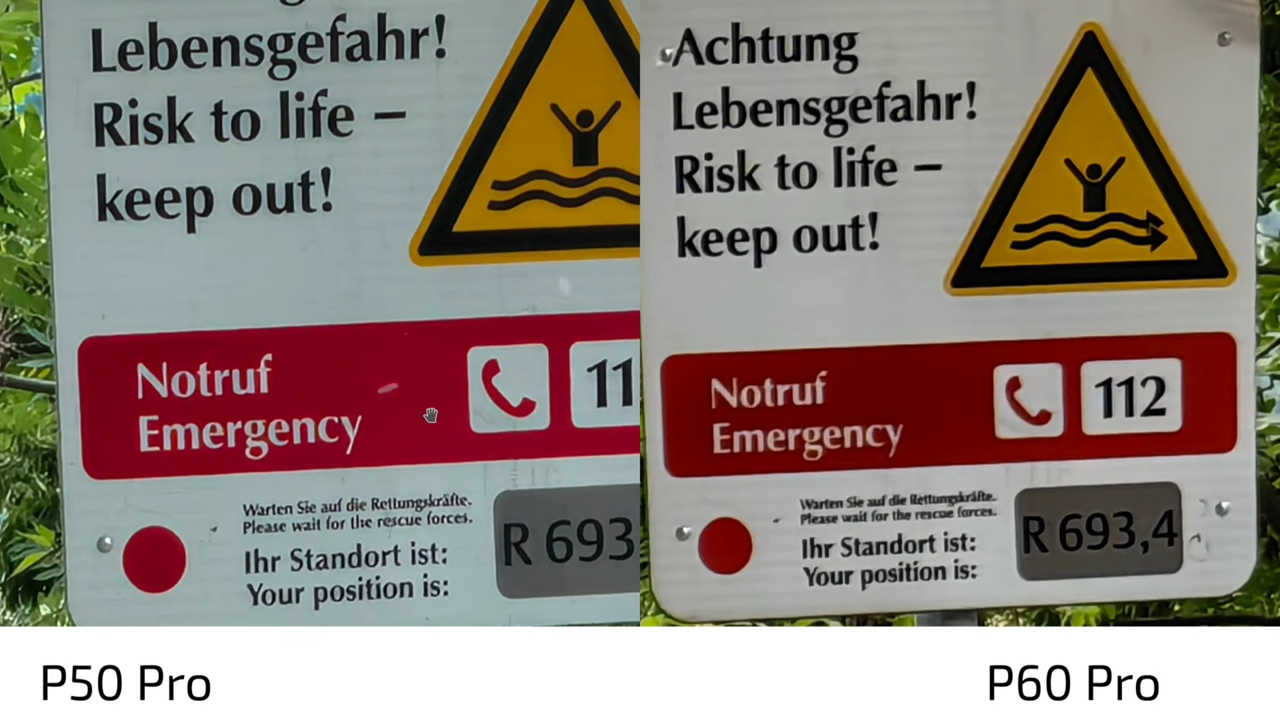 Lebensgefahr!
Risk to life –
keep out!
Notruf
Emergency
11
Warten Sie auf die Rettungskräfte.
Please wait for the rescue forces.
Ihr Standort ist:
Your position is:
R 693
Achtung
Lebensgefahr!
Risk to life –
keep out!
Notruf
Emergency
112
Warten Sie auf die Rettungskräfte.
Please wait for the rescue forces.
Ihr Standort ist:
Your position is:
R 693,4
P50 Pro
P60 Pro